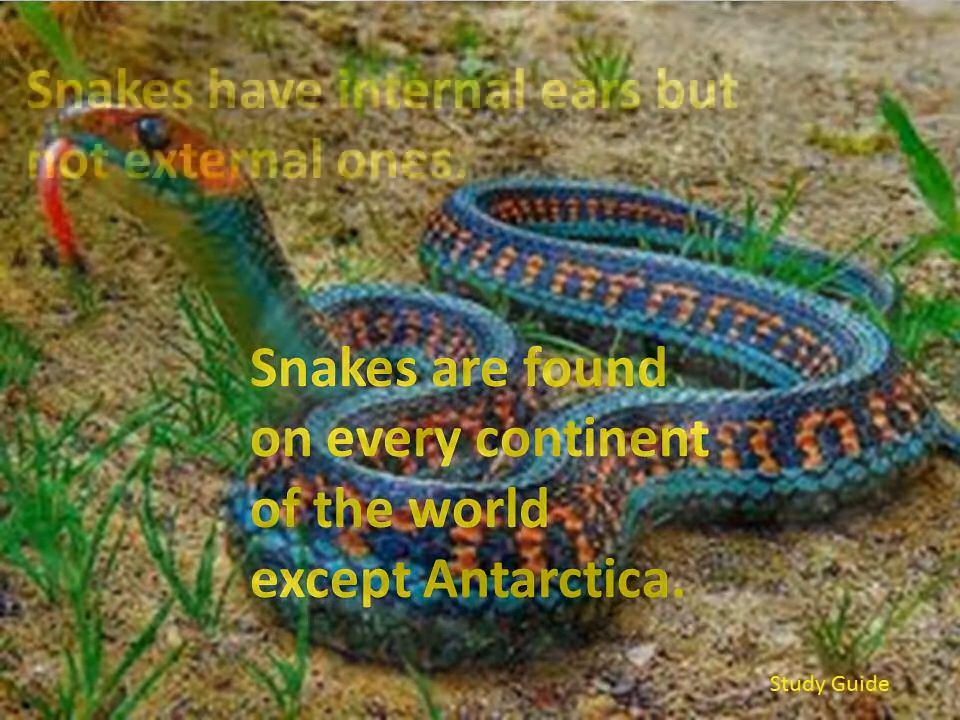 Snakes have internal ears but
not external ones.
Snakes are found
on every continent
of the world
except Antarctica.
Study Guide